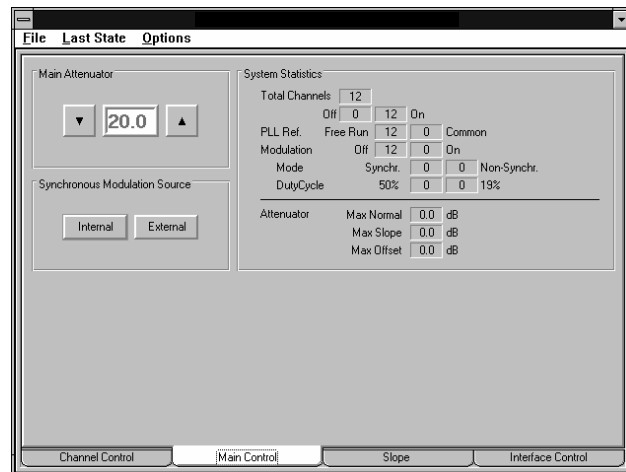 File Last State Options
Main Attenuator
20.0
Synchronous Modulation Source
Internal External
System Statistics
Total Channels 12
Off 0 12 On
PLL Ref. Free Run 12 0 Common
Modulation Off 12 0 On
Mode Synchr. 0 0 Non-Synchr.
DutyCycle 50% 0 0 19%
Attenuator Max Normal 0.0 dB
Max Slope 0.0 dB
Max Offset 0.0 dB
Channel Control Main Control Slope Interface Control